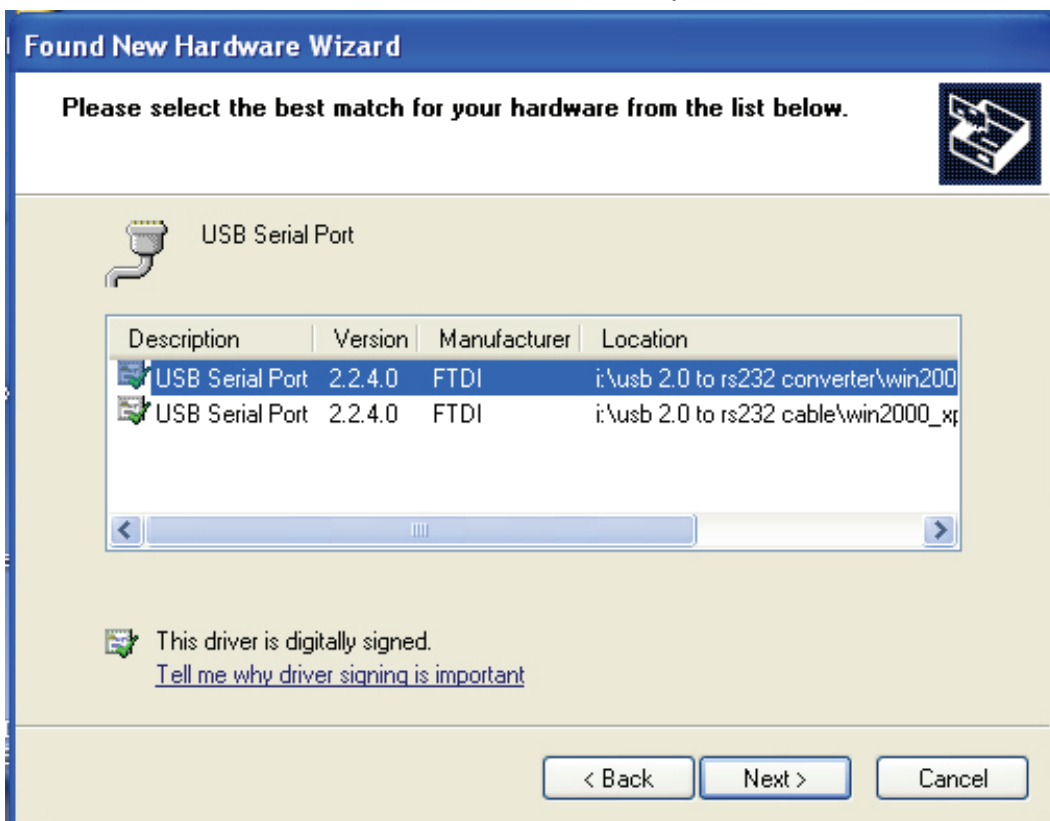 Found New Hardware Wizard
Please select the best match for your hardware from the list below.
USB Serial Port
Description Version Manufacturer Location
USB Serial Port 2.2.4.0 FTDI i:\usb 2.0 to rs232 converter\win200
USB Serial Port 2.2.4.0 FTDI i:\usb 2.0 to rs232 cable\win2000_xp
This driver is digitally signed.
Tell me why driver signing is important
< Back Next > Cancel